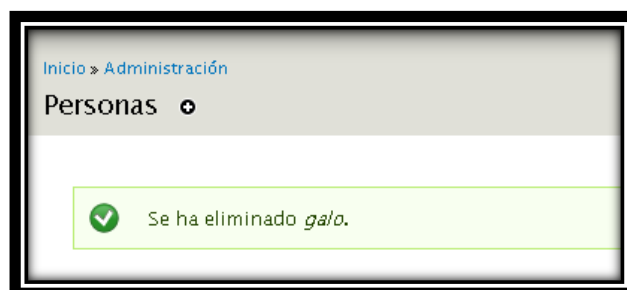 Inicio » Administración
Personas
Se ha eliminado galo.